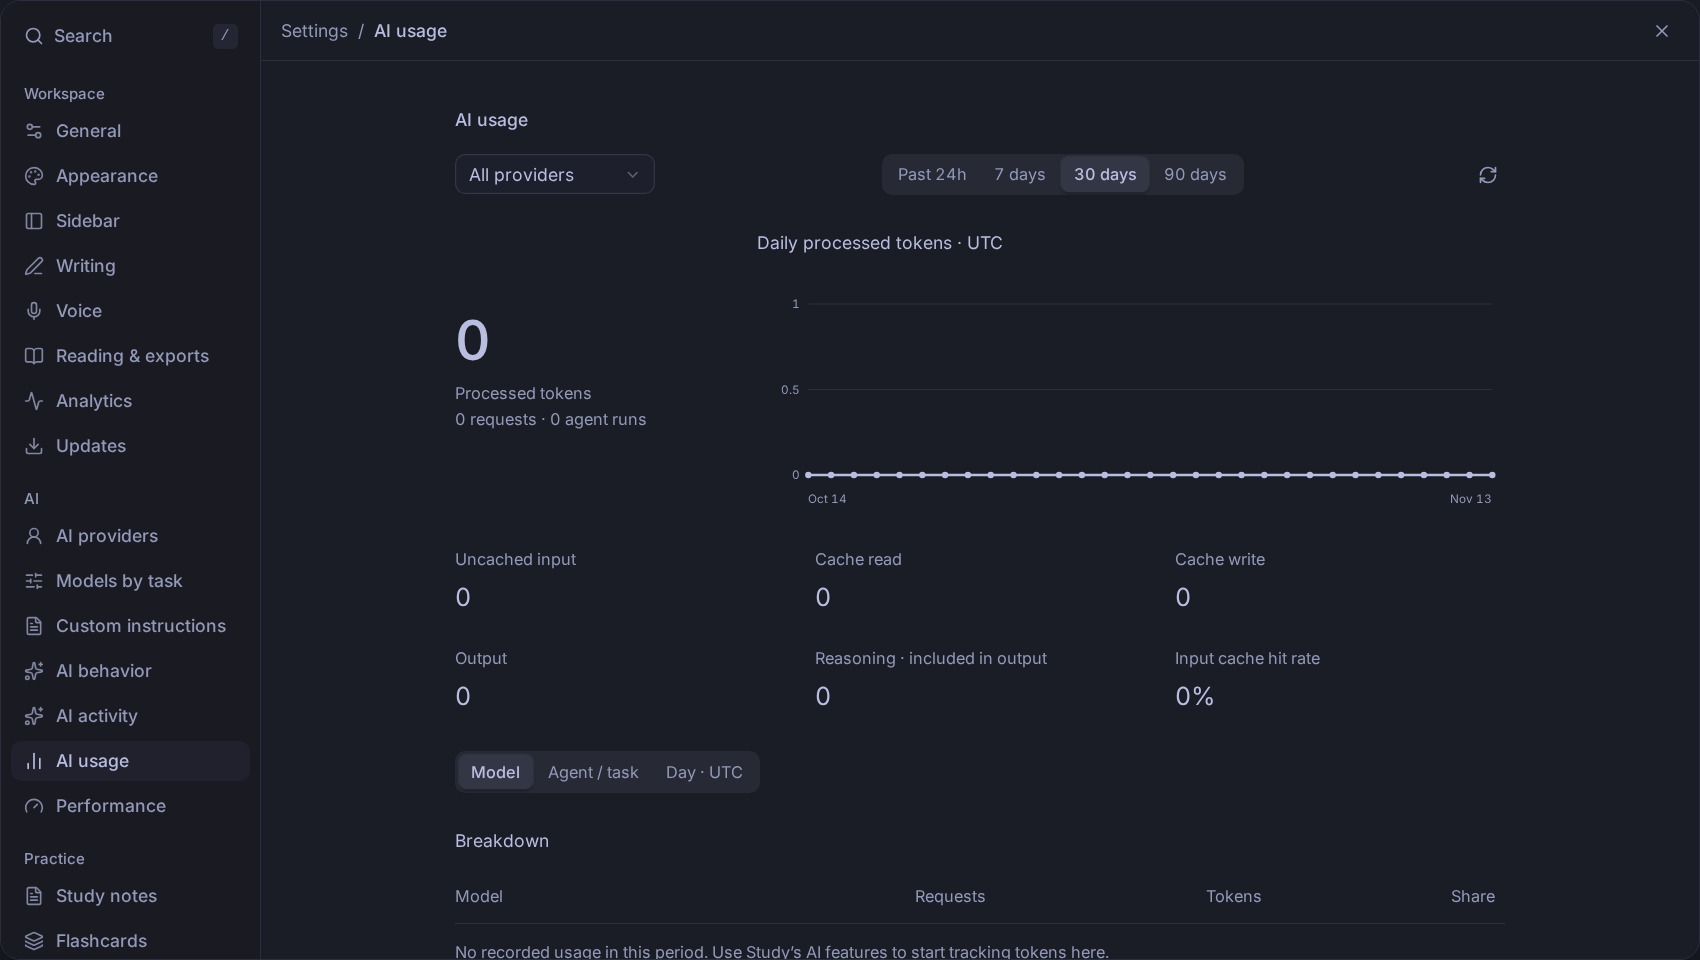 Search /
Workspace
General
Appearance
Sidebar
Writing
Voice
Reading & exports
Analytics
Updates
AI
AI providers
Models by task
Custom instructions
AI behavior
AI activity
AI usage
Performance
Practice
Study notes
Flashcards
Settings / AI usage
AI usage
All providers
Past 24h 7 days 30 days 90 days
Daily processed tokens · UTC
0
Processed tokens
0 requests · 0 agent runs
1
0.5
0
Oct 14 Nov 13
Uncached input Cache read Cache write
0 0 0
Output Reasoning · included in output Input cache hit rate
0 0 0%
Model Agent / task Day · UTC
Breakdown
Model Requests Tokens Share
No recorded usage in this period. Use Study’s AI features to start tracking tokens here.